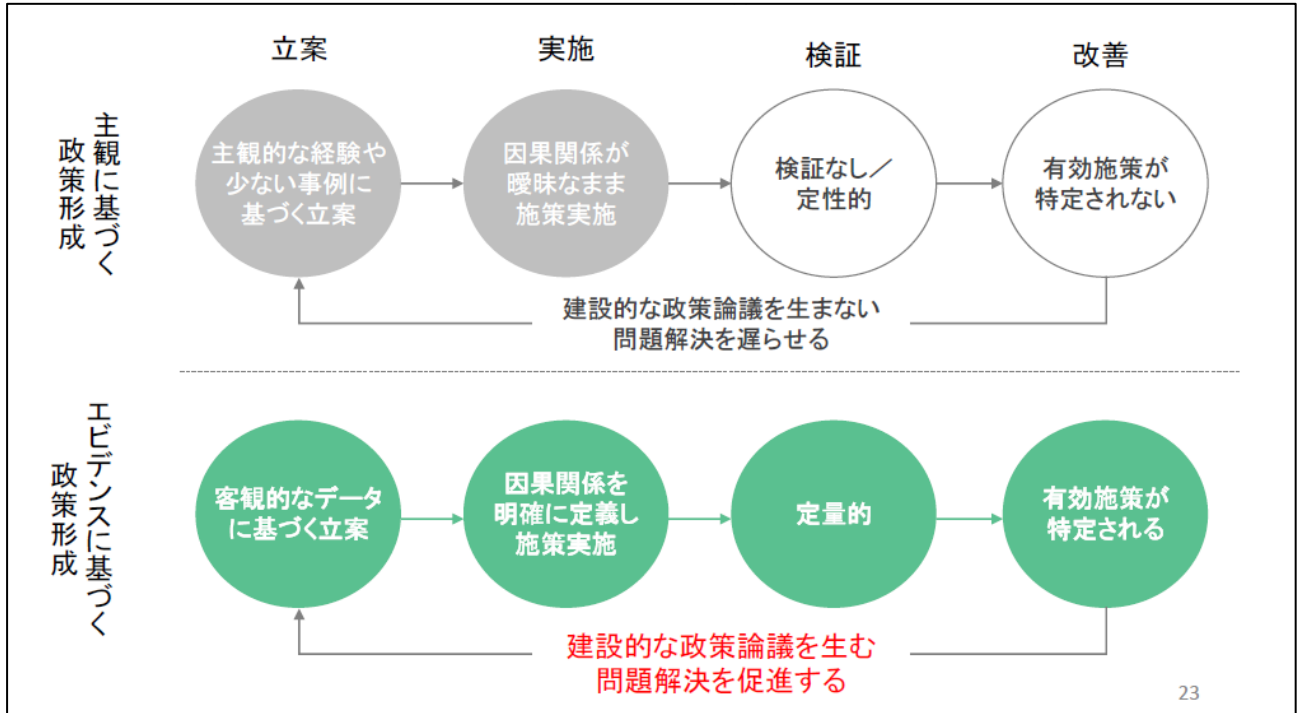 立案
実施
検証
改善
主観に基づく
政策形成
主観的な経験や
少ない事例に
基づく立案
因果関係が
曖昧なまま
施策実施
検証なし／
定性的
有効施策が
特定されない
建設的な政策論議を生まない
問題解決を遅らせる
エビデンスに基づく
政策形成
客観的なデータ
に基づく立案
因果関係を
明確に定義し
施策実施
定量的
有効施策が
特定される
建設的な政策論議を生む
問題解決を促進する
23